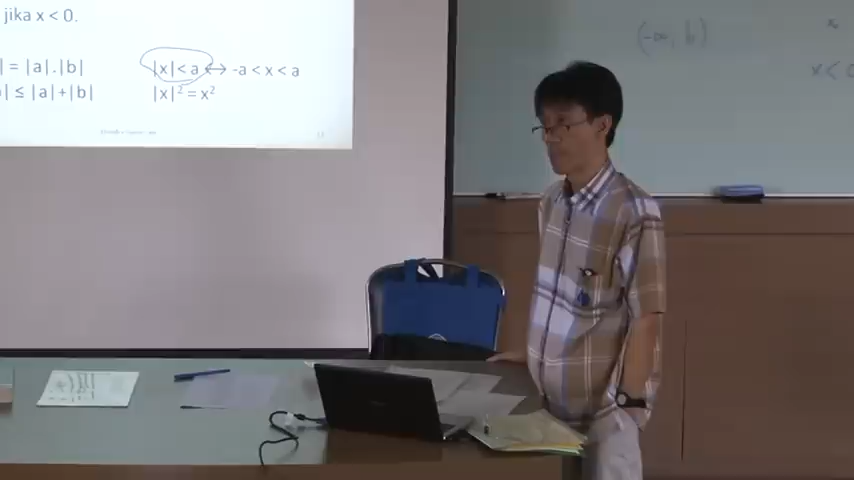 jika x < 0.
| = |a|.|b|
|x| < a ↔ -a < x < a
| ≤ |a|+|b|
|x|² = x²
(-∞, b)
x < 0